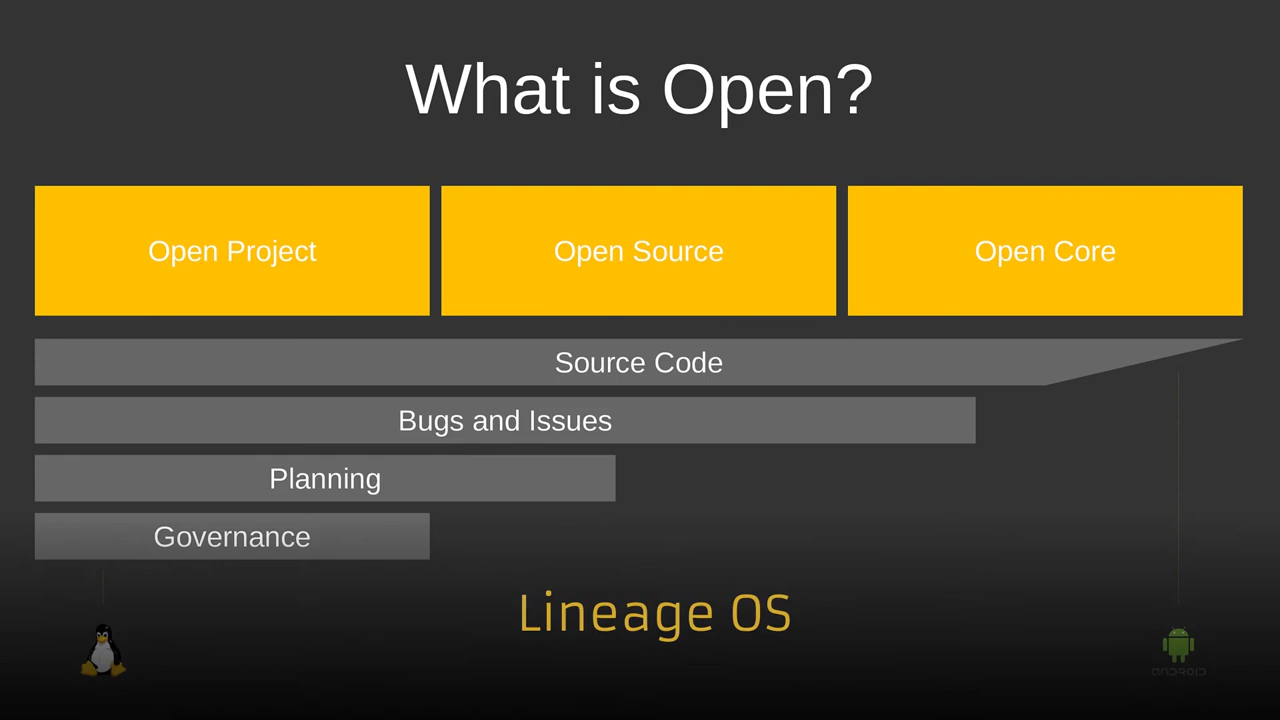 What is Open?
Open Project
Open Source
Open Core
Source Code
Bugs and Issues
Planning
Governance
Lineage OS
ANDROID